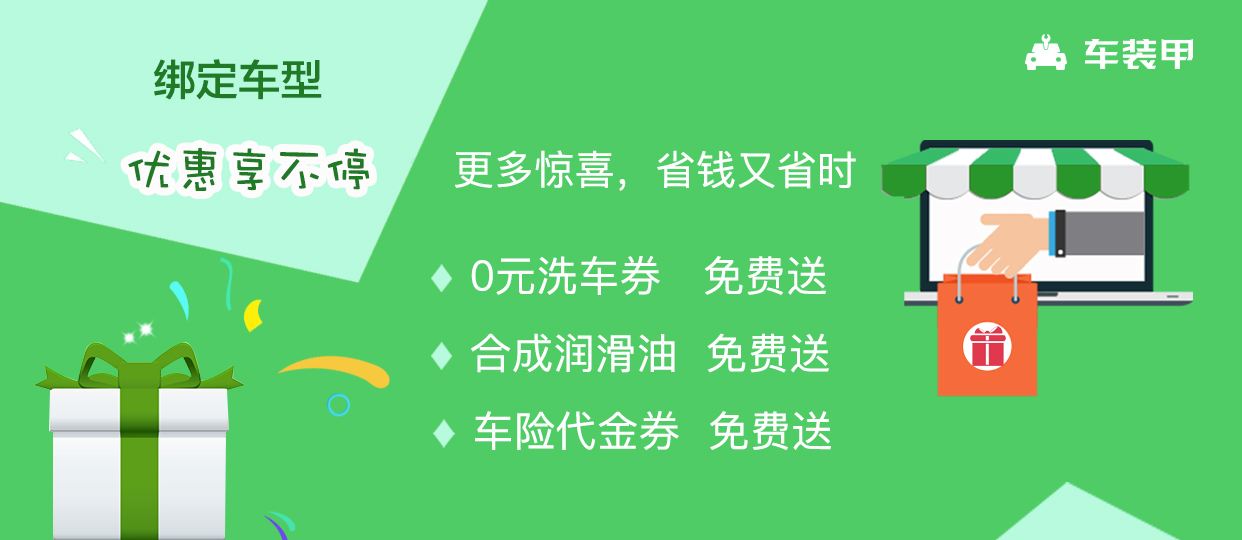 绑定车型
优惠享不停
车装甲
更多惊喜，省钱又省时
0元洗车券 免费送
合成润滑油 免费送
车险代金券 免费送